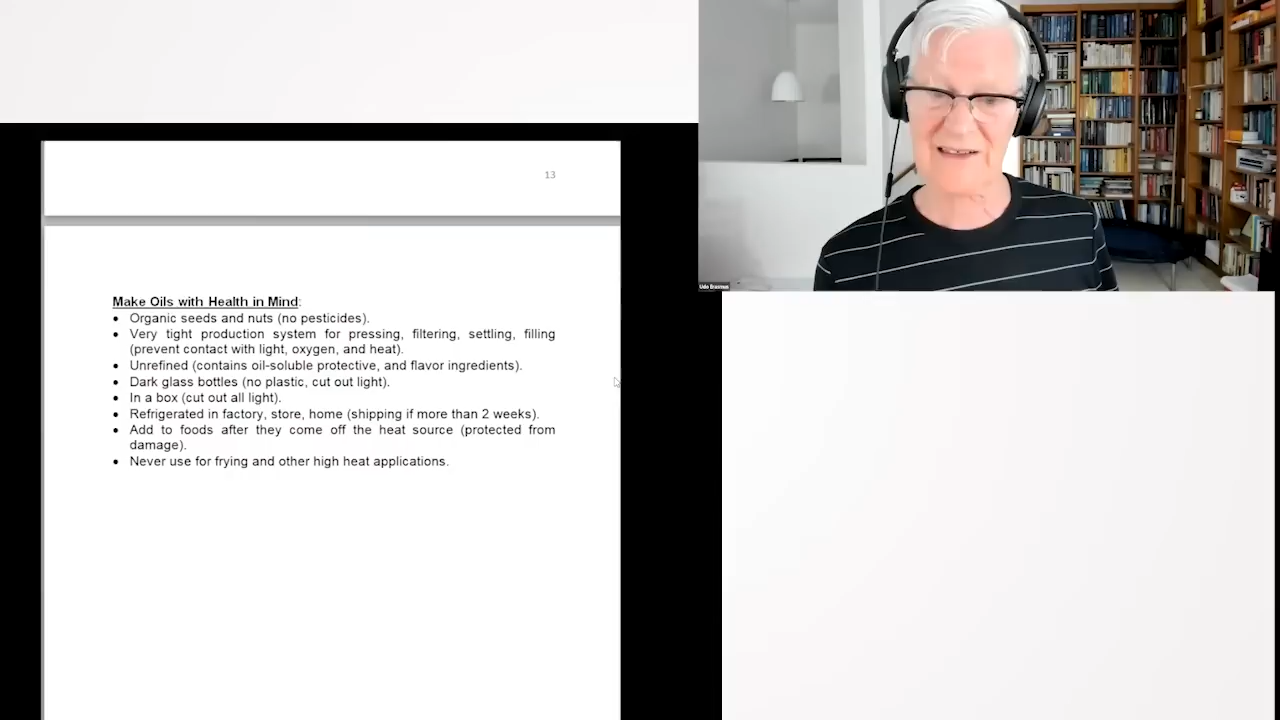 13
Make Oils with Health in Mind:
• Organic seeds and nuts (no pesticides).
• Very tight production system for pressing, filtering, settling, filling
(prevent contact with light, oxygen, and heat).
• Unrefined (contains oil-soluble protective, and flavor ingredients).
• Dark glass bottles (no plastic, cut out light).
• In a box (cut out all light).
• Refrigerated in factory, store, home (shipping if more than 2 weeks).
• Add to foods after they come off the heat source (protected from
damage).
• Never use for frying and other high heat applications.